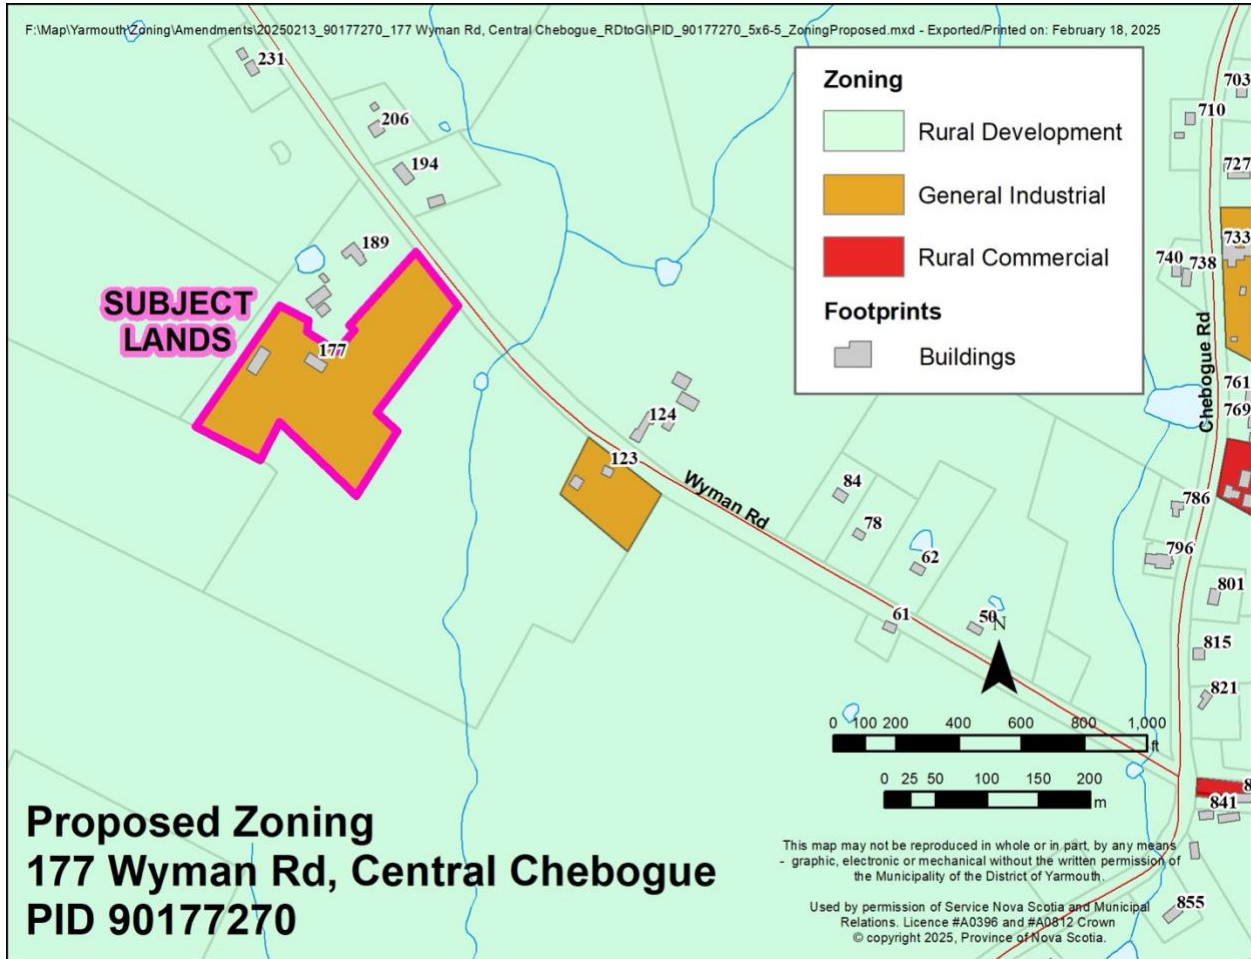 F:\Map\Yarmouth\Zoning\Amendments\20250213_90177270_177 Wyman Rd, Central Chebogue_RDtoGI\PID_90177270_5x6-5_ZoningProposed.mxd - Exported/Printed on: February 18, 2025
231
206
194
189
SUBJECT
LANDS
177
124
123
Wyman Rd
84
78
62
61
50
Zoning
Rural Development
General Industrial
Rural Commercial
Footprints
Buildings
703
710
727
733
740
738
Chebogue Rd
761
769
786
796
801
815
821
841
855
N
0 100 200 400 600 800 1,000
ft
0 25 50 100 150 200
m
Proposed Zoning
177 Wyman Rd, Central Chebogue
PID 90177270
This map may not be reproduced in whole or in part, by any means
- graphic, electronic or mechanical without the written permission of
the Municipality of the District of Yarmouth.
Used by permission of Service Nova Scotia and Municipal
Relations. Licence #A0396 and #A0812 Crown
© copyright 2025, Province of Nova Scotia.